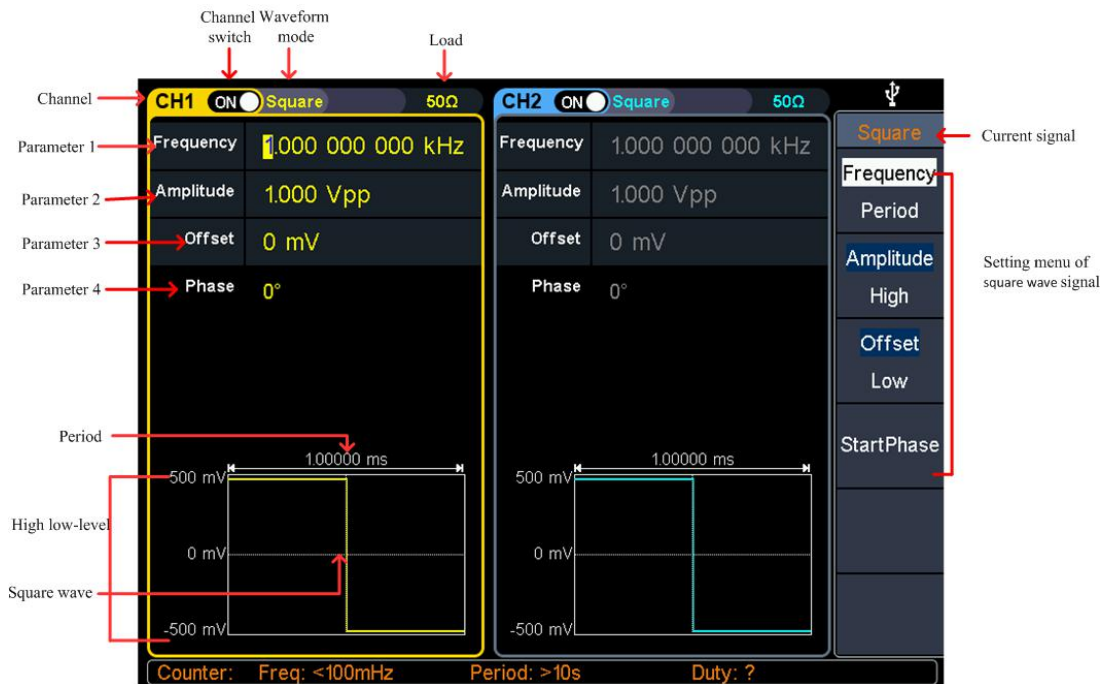 Channel switch
Waveform mode
Load
Channel
CH1 ON Square 50Ω
CH2 ON Square 50Ω
Parameter 1
Frequency 1.000 000 000 kHz
Frequency 1.000 000 000 kHz
Square
Current signal
Parameter 2
Amplitude 1.000 Vpp
Amplitude 1.000 Vpp
Frequency
Period
Parameter 3
Offset 0 mV
Offset 0 mV
Amplitude
High
Setting menu of
square wave signal
Parameter 4
Phase 0°
Phase 0°
Offset
Low
StartPhase
Period
1.00000 ms
1.00000 ms
500 mV
500 mV
High low-level
0 mV
0 mV
Square wave
-500 mV
-500 mV
Counter: Freq: <100mHz Period: >10s Duty: ?